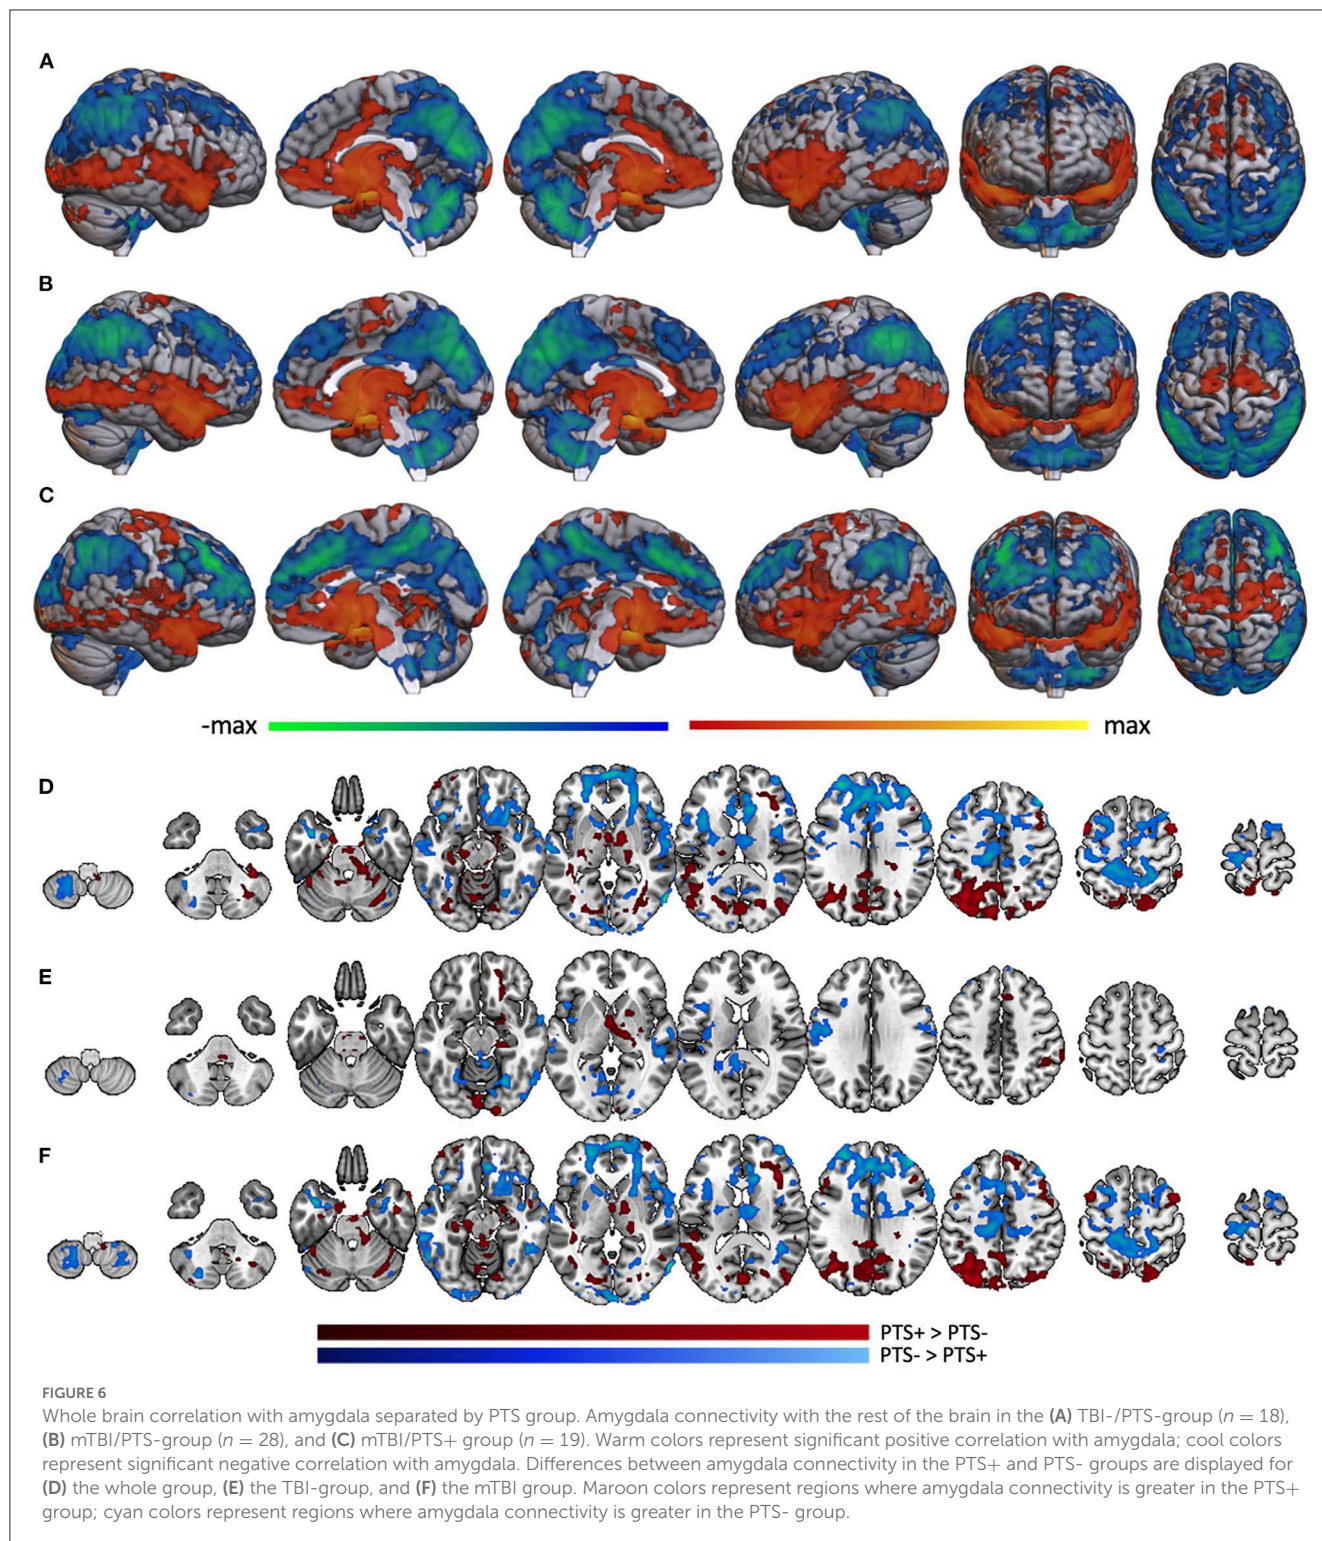 A
B
C
-max max
D
E
F
PTS+ > PTS-
PTS- > PTS+
FIGURE 6
Whole brain correlation with amygdala separated by PTS group. Amygdala connectivity with the rest of the brain in the (A) TBI-/PTS-group (n = 18),
(B) mTBI/PTS-group (n = 28), and (C) mTBI/PTS+ group (n = 19). Warm colors represent significant positive correlation with amygdala; cool colors
represent significant negative correlation with amygdala. Differences between amygdala connectivity in the PTS+ and PTS- groups are displayed for
(D) the whole group, (E) the TBI-group, and (F) the mTBI group. Maroon colors represent regions where amygdala connectivity is greater in the PTS+
group; cyan colors represent regions where amygdala connectivity is greater in the PTS- group.